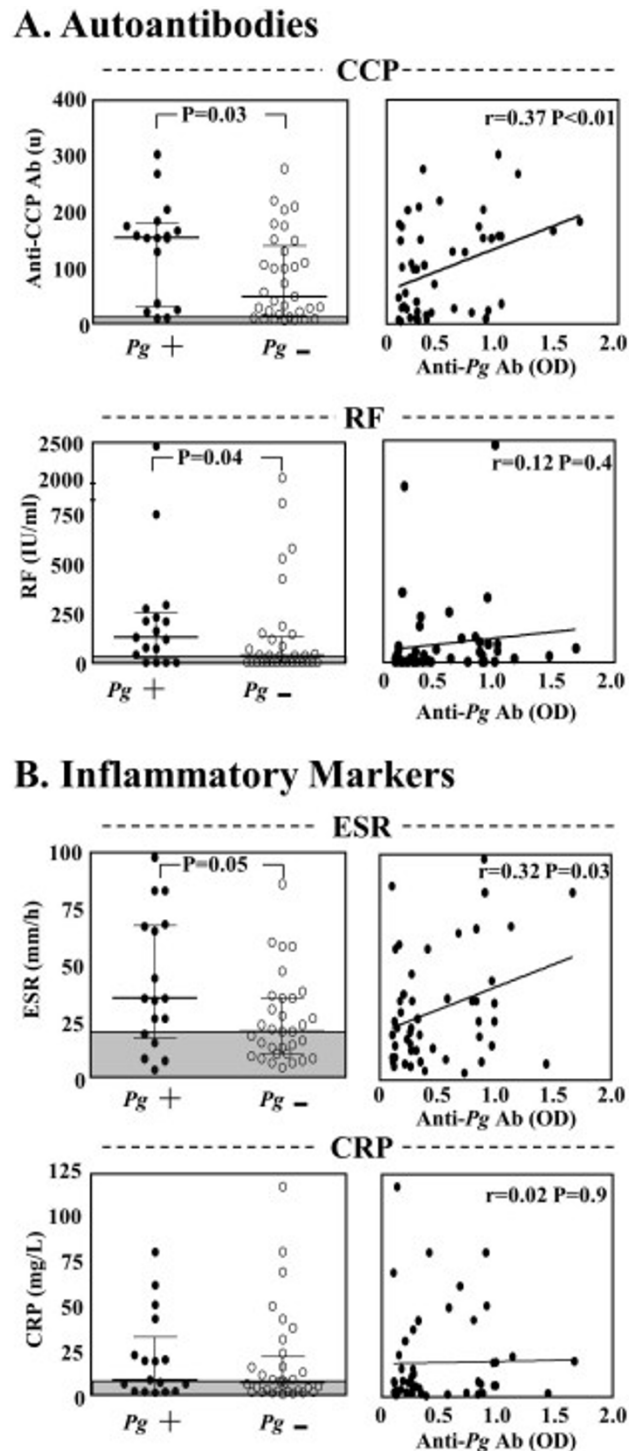 A. Autoantibodies
CCP
Anti-CCP Ab (u)
400
300
200
100
0
P=0.03
Pg +
Pg -
r=0.37 P<0.01
0
0.5
1.0
1.5
2.0
Anti-Pg Ab (OD)
RF
RF (IU/ml)
2500
2000
750
500
250
0
P=0.04
Pg +
Pg -
r=0.12 P=0.4
0
0.5
1.0
1.5
2.0
Anti-Pg Ab (OD)
B. Inflammatory Markers
ESR
ESR (mm/h)
100
75
50
25
0
P=0.05
Pg +
Pg -
r=0.32 P=0.03
0
0.5
1.0
1.5
2.0
Anti-Pg Ab (OD)
CRP
CRP (mg/L)
125
100
75
50
25
0
Pg +
Pg -
r=0.02 P=0.9
0
0.5
1.0
1.5
2.0
Anti-Pg Ab (OD)